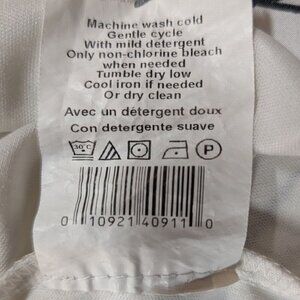 Machine wash cold
Gentle cycle
With mild detergent
Only non-chlorine bleach
when needed
Tumble dry low
Cool iron if needed
Or dry clean
Avec un détergent doux
Con detergente suave
30°C P
0 10921 40911 0